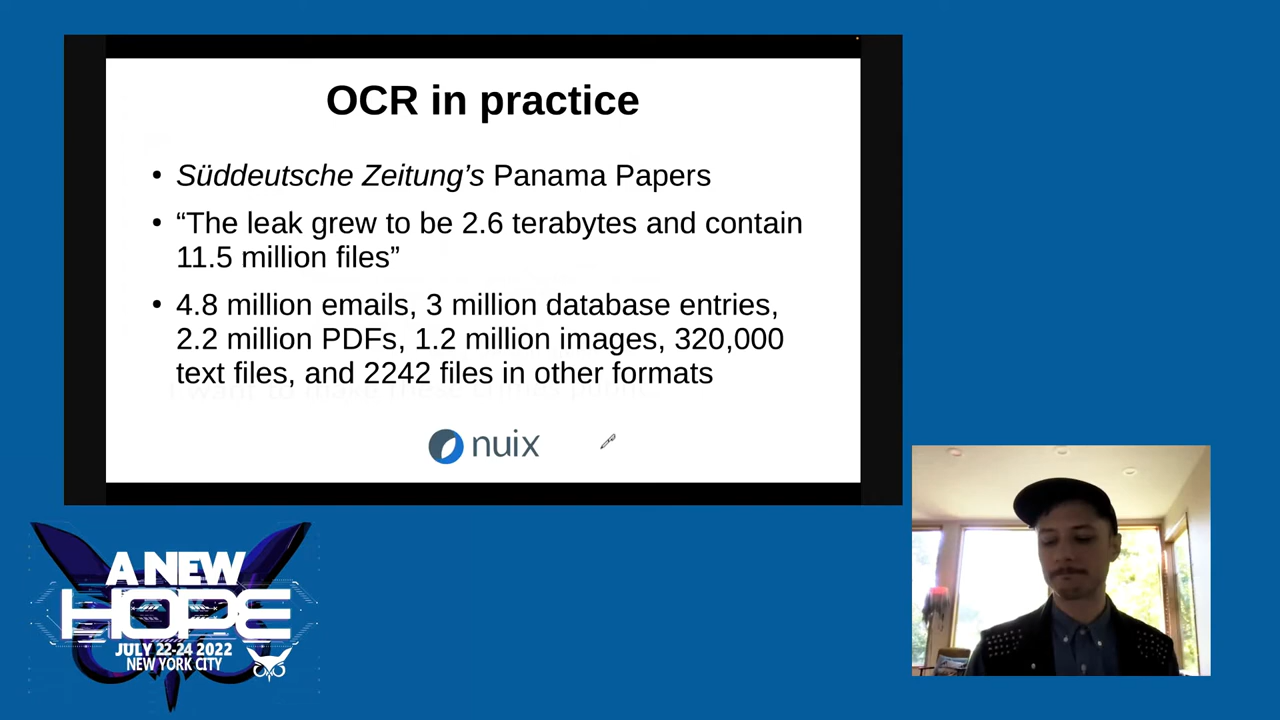 OCR in practice
• Süddeutsche Zeitung’s Panama Papers
• “The leak grew to be 2.6 terabytes and contain
11.5 million files”
• 4.8 million emails, 3 million database entries,
2.2 million PDFs, 1.2 million images, 320,000
text files, and 2242 files in other formats
nuix
A NEW
HOPE
JULY 22-24 2022
NEW YORK CITY